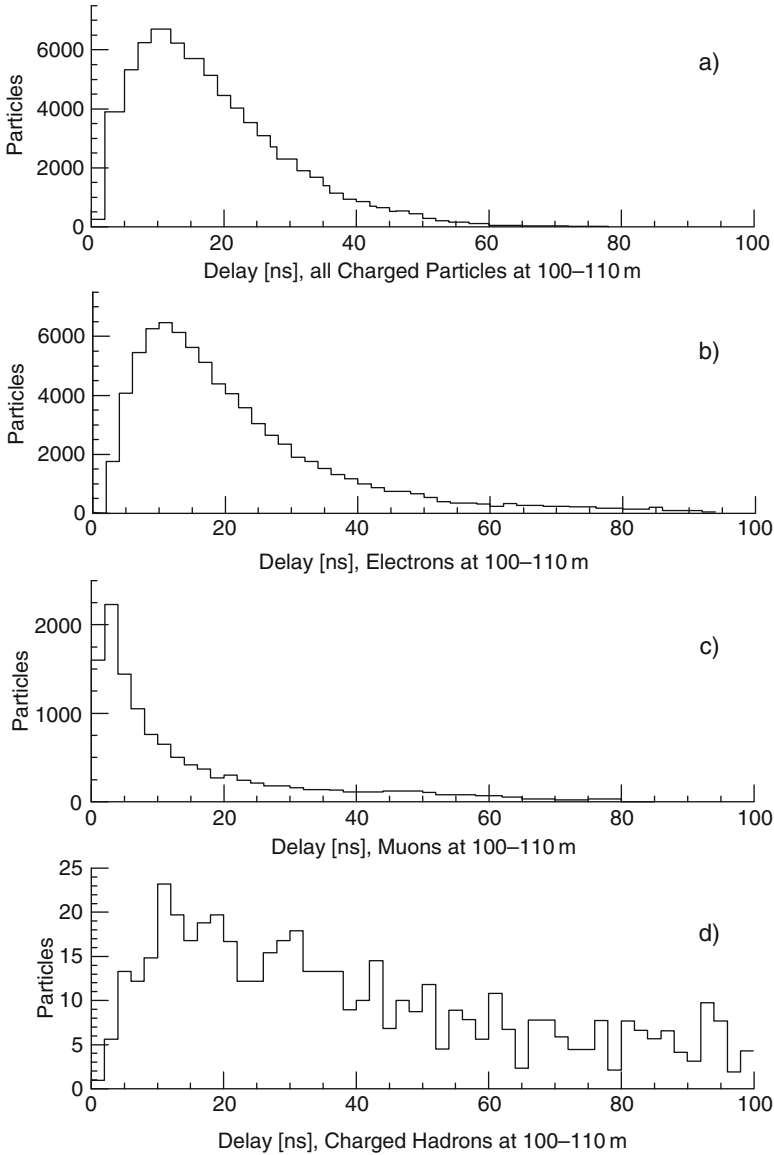 a)
Particles
6000
4000
2000
0
0 20 40 60 80 100
Delay [ns], all Charged Particles at 100–110 m
b)
Particles
6000
4000
2000
0
0 20 40 60 80 100
Delay [ns], Electrons at 100–110 m
c)
Particles
2000
1000
0
0 20 40 60 80 100
Delay [ns], Muons at 100–110 m
d)
Particles
25
20
15
10
5
0
0 20 40 60 80 100
Delay [ns], Charged Hadrons at 100–110 m